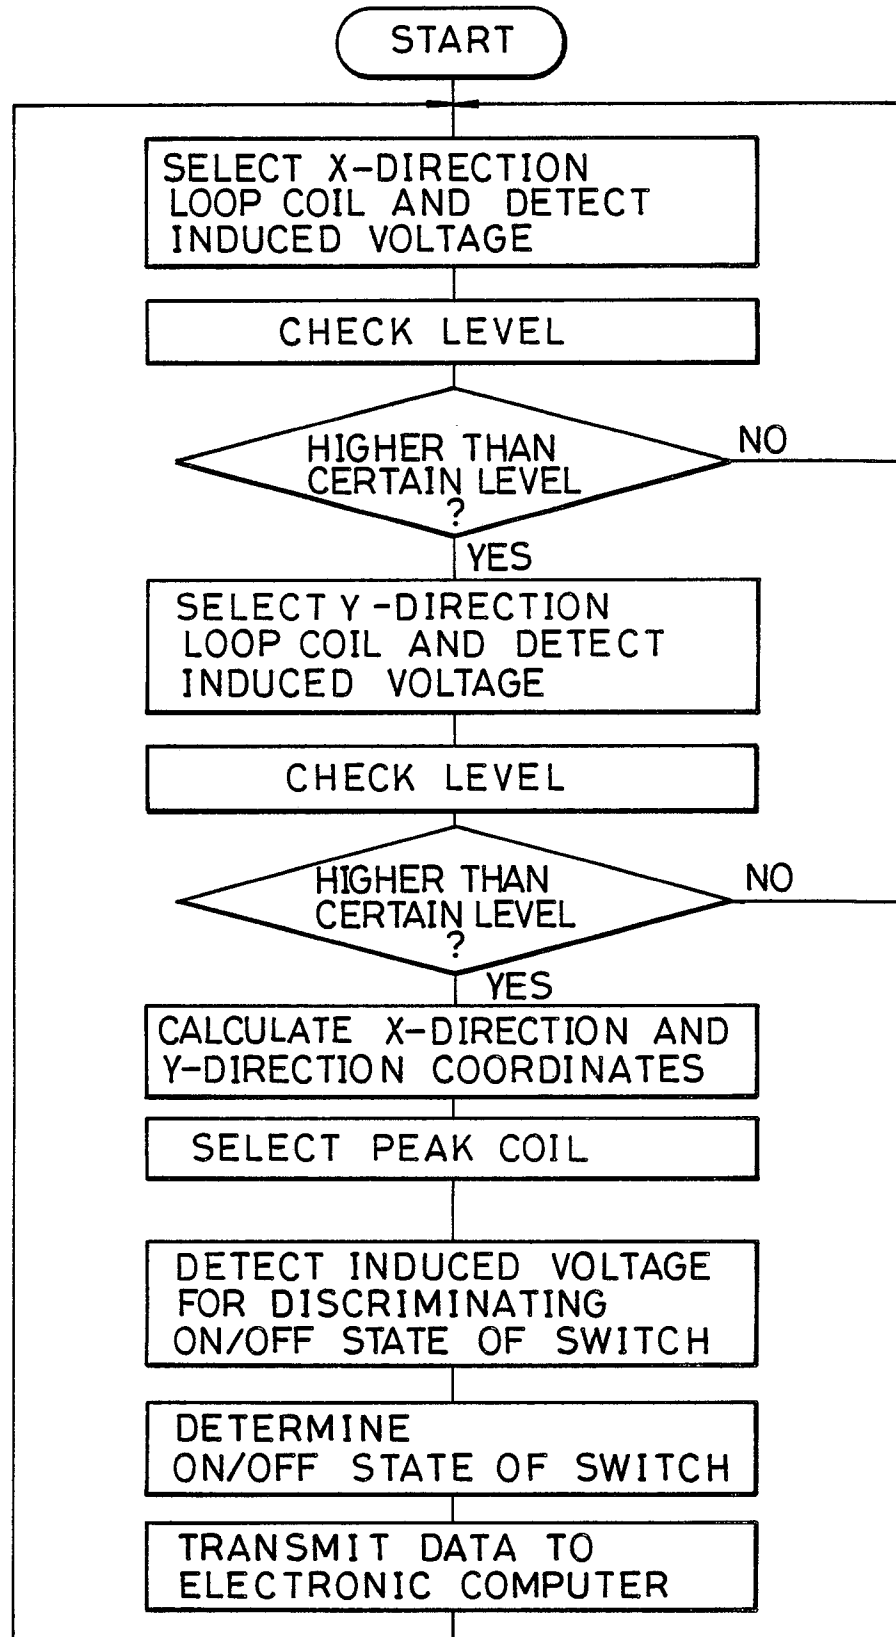 START
SELECT X-DIRECTION
LOOP COIL AND DETECT
INDUCED VOLTAGE
CHECK LEVEL
HIGHER THAN
CERTAIN LEVEL
?
NO
YES
SELECT Y-DIRECTION
LOOP COIL AND DETECT
INDUCED VOLTAGE
CHECK LEVEL
HIGHER THAN
CERTAIN LEVEL
?
NO
YES
CALCULATE X-DIRECTION AND
Y-DIRECTION COORDINATES
SELECT PEAK COIL
DETECT INDUCED VOLTAGE
FOR DISCRIMINATING
ON/OFF STATE OF SWITCH
DETERMINE
ON/OFF STATE OF SWITCH
TRANSMIT DATA TO
ELECTRONIC COMPUTER